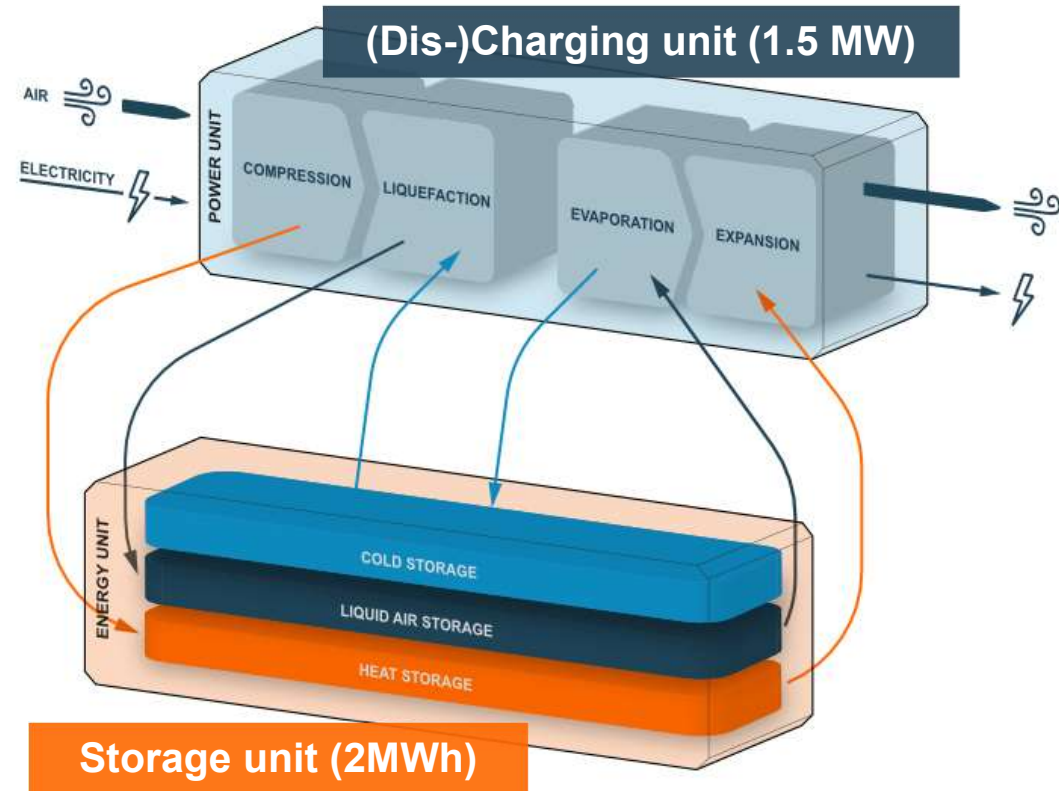 (Dis-)Charging unit (1.5 MW)
AIR
ELECTRICITY
POWER UNIT
COMPRESSION
LIQUEFACTION
EVAPORATION
EXPANSION
ENERGY UNIT
COLD STORAGE
LIQUID AIR STORAGE
HEAT STORAGE
Storage unit (2MWh)